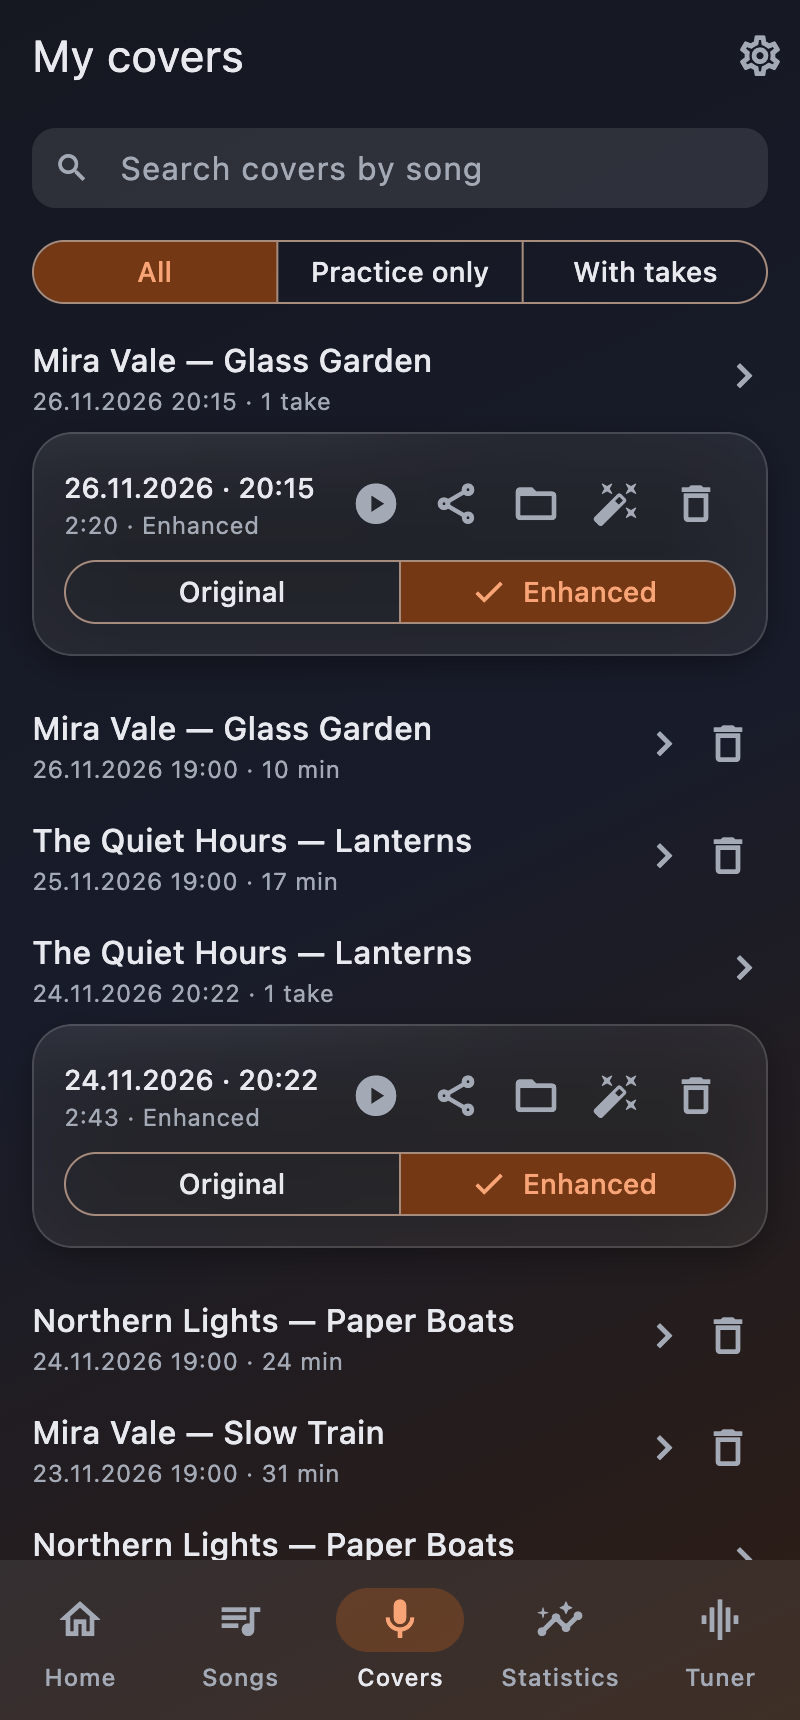 My covers
Search covers by song
All
Practice only
With takes
Mira Vale — Glass Garden
26.11.2026 20:15 · 1 take
26.11.2026 · 20:15
2:20 · Enhanced
Original
Enhanced
Mira Vale — Glass Garden
26.11.2026 19:00 · 10 min
The Quiet Hours — Lanterns
25.11.2026 19:00 · 17 min
The Quiet Hours — Lanterns
24.11.2026 20:22 · 1 take
24.11.2026 · 20:22
2:43 · Enhanced
Original
Enhanced
Northern Lights — Paper Boats
24.11.2026 19:00 · 24 min
Mira Vale — Slow Train
23.11.2026 19:00 · 31 min
Northern Lights — Paper Boats
Home
Songs
Covers
Statistics
Tuner